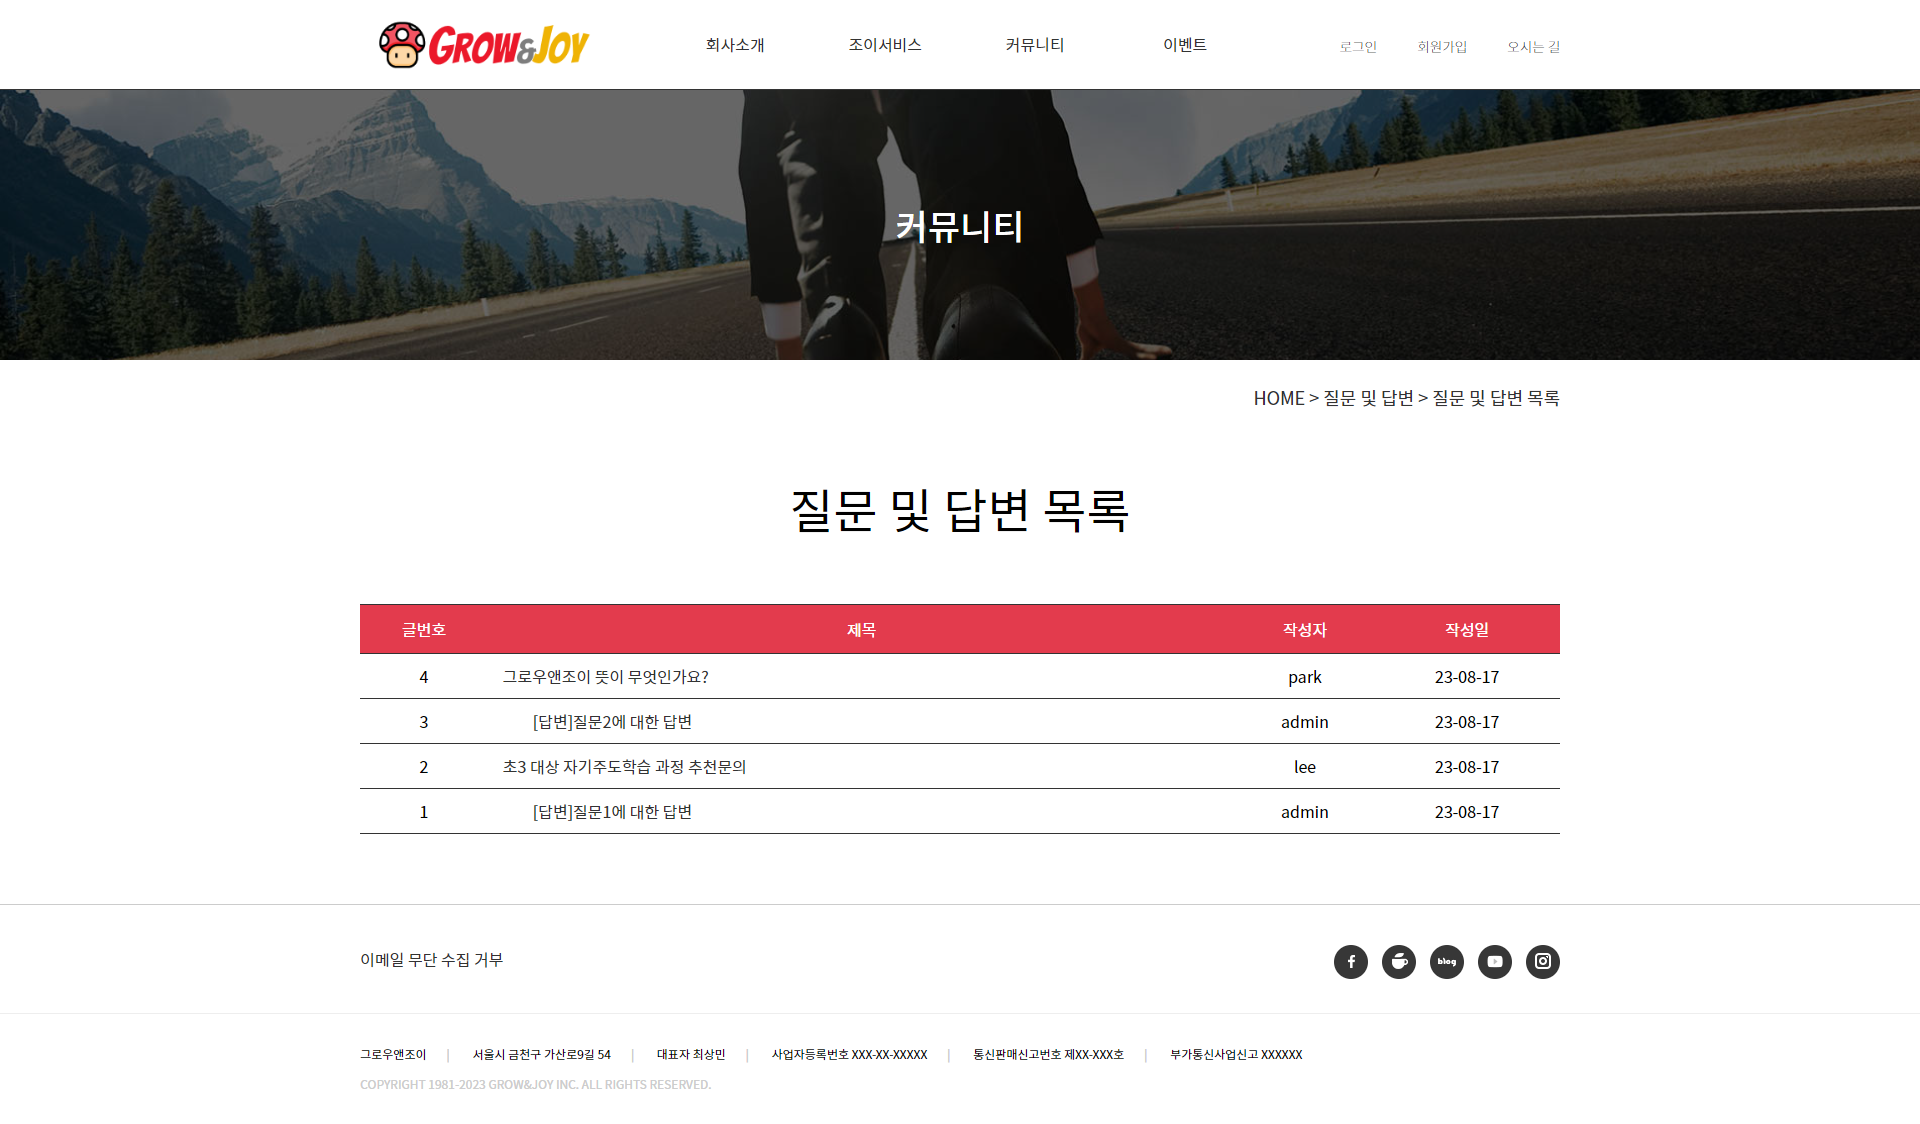 GROW&JOY
회사소개 조이서비스 커뮤니티 이벤트 로그인 회원가입 오시는 길
커뮤니티
HOME > 질문 및 답변 > 질문 및 답변 목록
질문 및 답변 목록
글번호 제목 작성자 작성일
4 그로우앤조이 뜻이 무엇인가요? park 23-08-17
3 [답변]질문2에 대한 답변 admin 23-08-17
2 초3 대상 자기주도학습 과정 추천문의 lee 23-08-17
1 [답변]질문1에 대한 답변 admin 23-08-17
이메일 무단 수집 거부
blog
그로우앤조이 | 서울시 금천구 가산로9길 54 | 대표자 최상민 | 사업자등록번호 XXX-XX-XXXXX | 통신판매신고번호 제XX-XXX호 | 부가통신사업신고 XXXXXX
COPYRIGHT 1981-2023 GROW&JOY INC. ALL RIGHTS RESERVED.